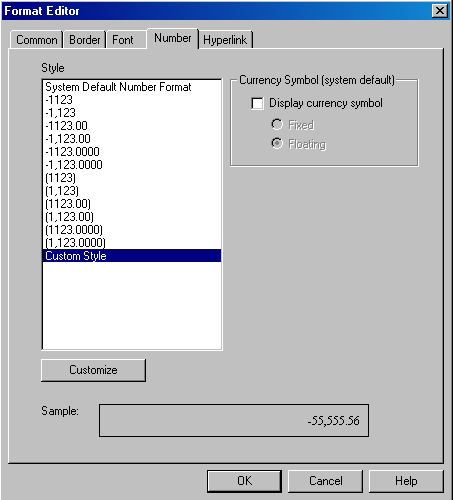 Format Editor
Common Border Font Number Hyperlink
Style
System Default Number Format
-1123
-1,123
-1123.00
-1,123.00
-1123.0000
-1,123.0000
(1123)
(1,123)
(1123.00)
(1,123.00)
(1123.0000)
(1,123.0000)
Custom Style
Currency Symbol (system default)
Display currency symbol
Fixed
Floating
Customize
Sample:
-55,555.56
OK Cancel Help